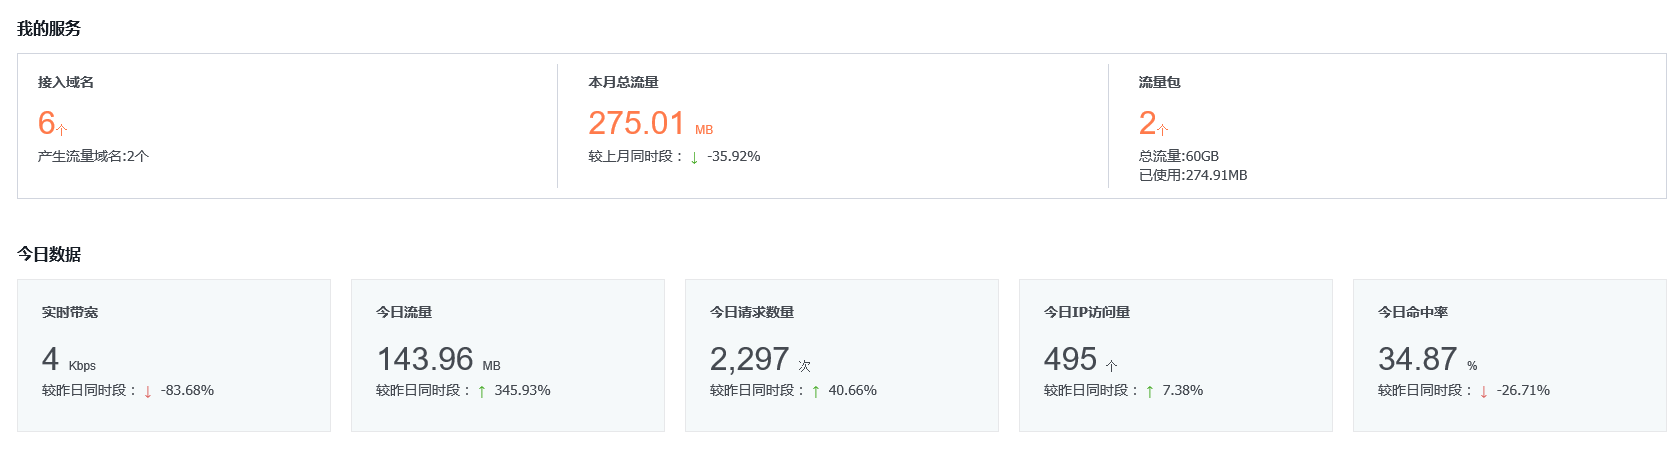 我的服务
接入域名
6个
产生流量域名:2个
本月总流量
275.01 MB
较上月同时段：↓ -35.92%
流量包
2个
总流量:60GB
已使用:274.91MB
今日数据
实时带宽
4 Kbps
较昨日同时段：↓ -83.68%
今日流量
143.96 MB
较昨日同时段：↑ 345.93%
今日请求数量
2,297 次
较昨日同时段：↑ 40.66%
今日IP访问量
495 个
较昨日同时段：↑ 7.38%
今日命中率
34.87 %
较昨日同时段：↓ -26.71%